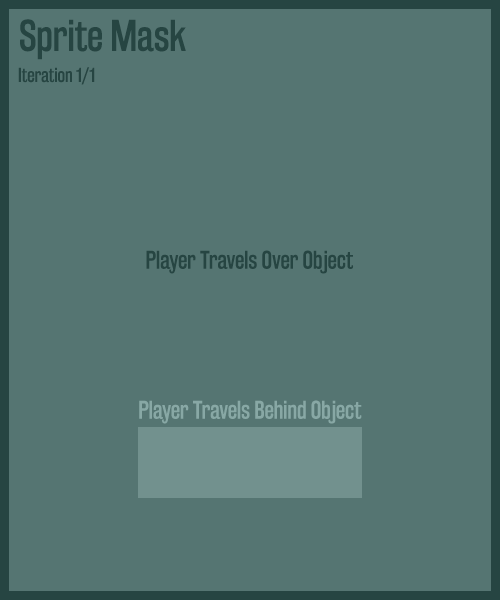 Sprite Mask
Iteration 1/1
Player Travels Over Object
Player Travels Behind Object